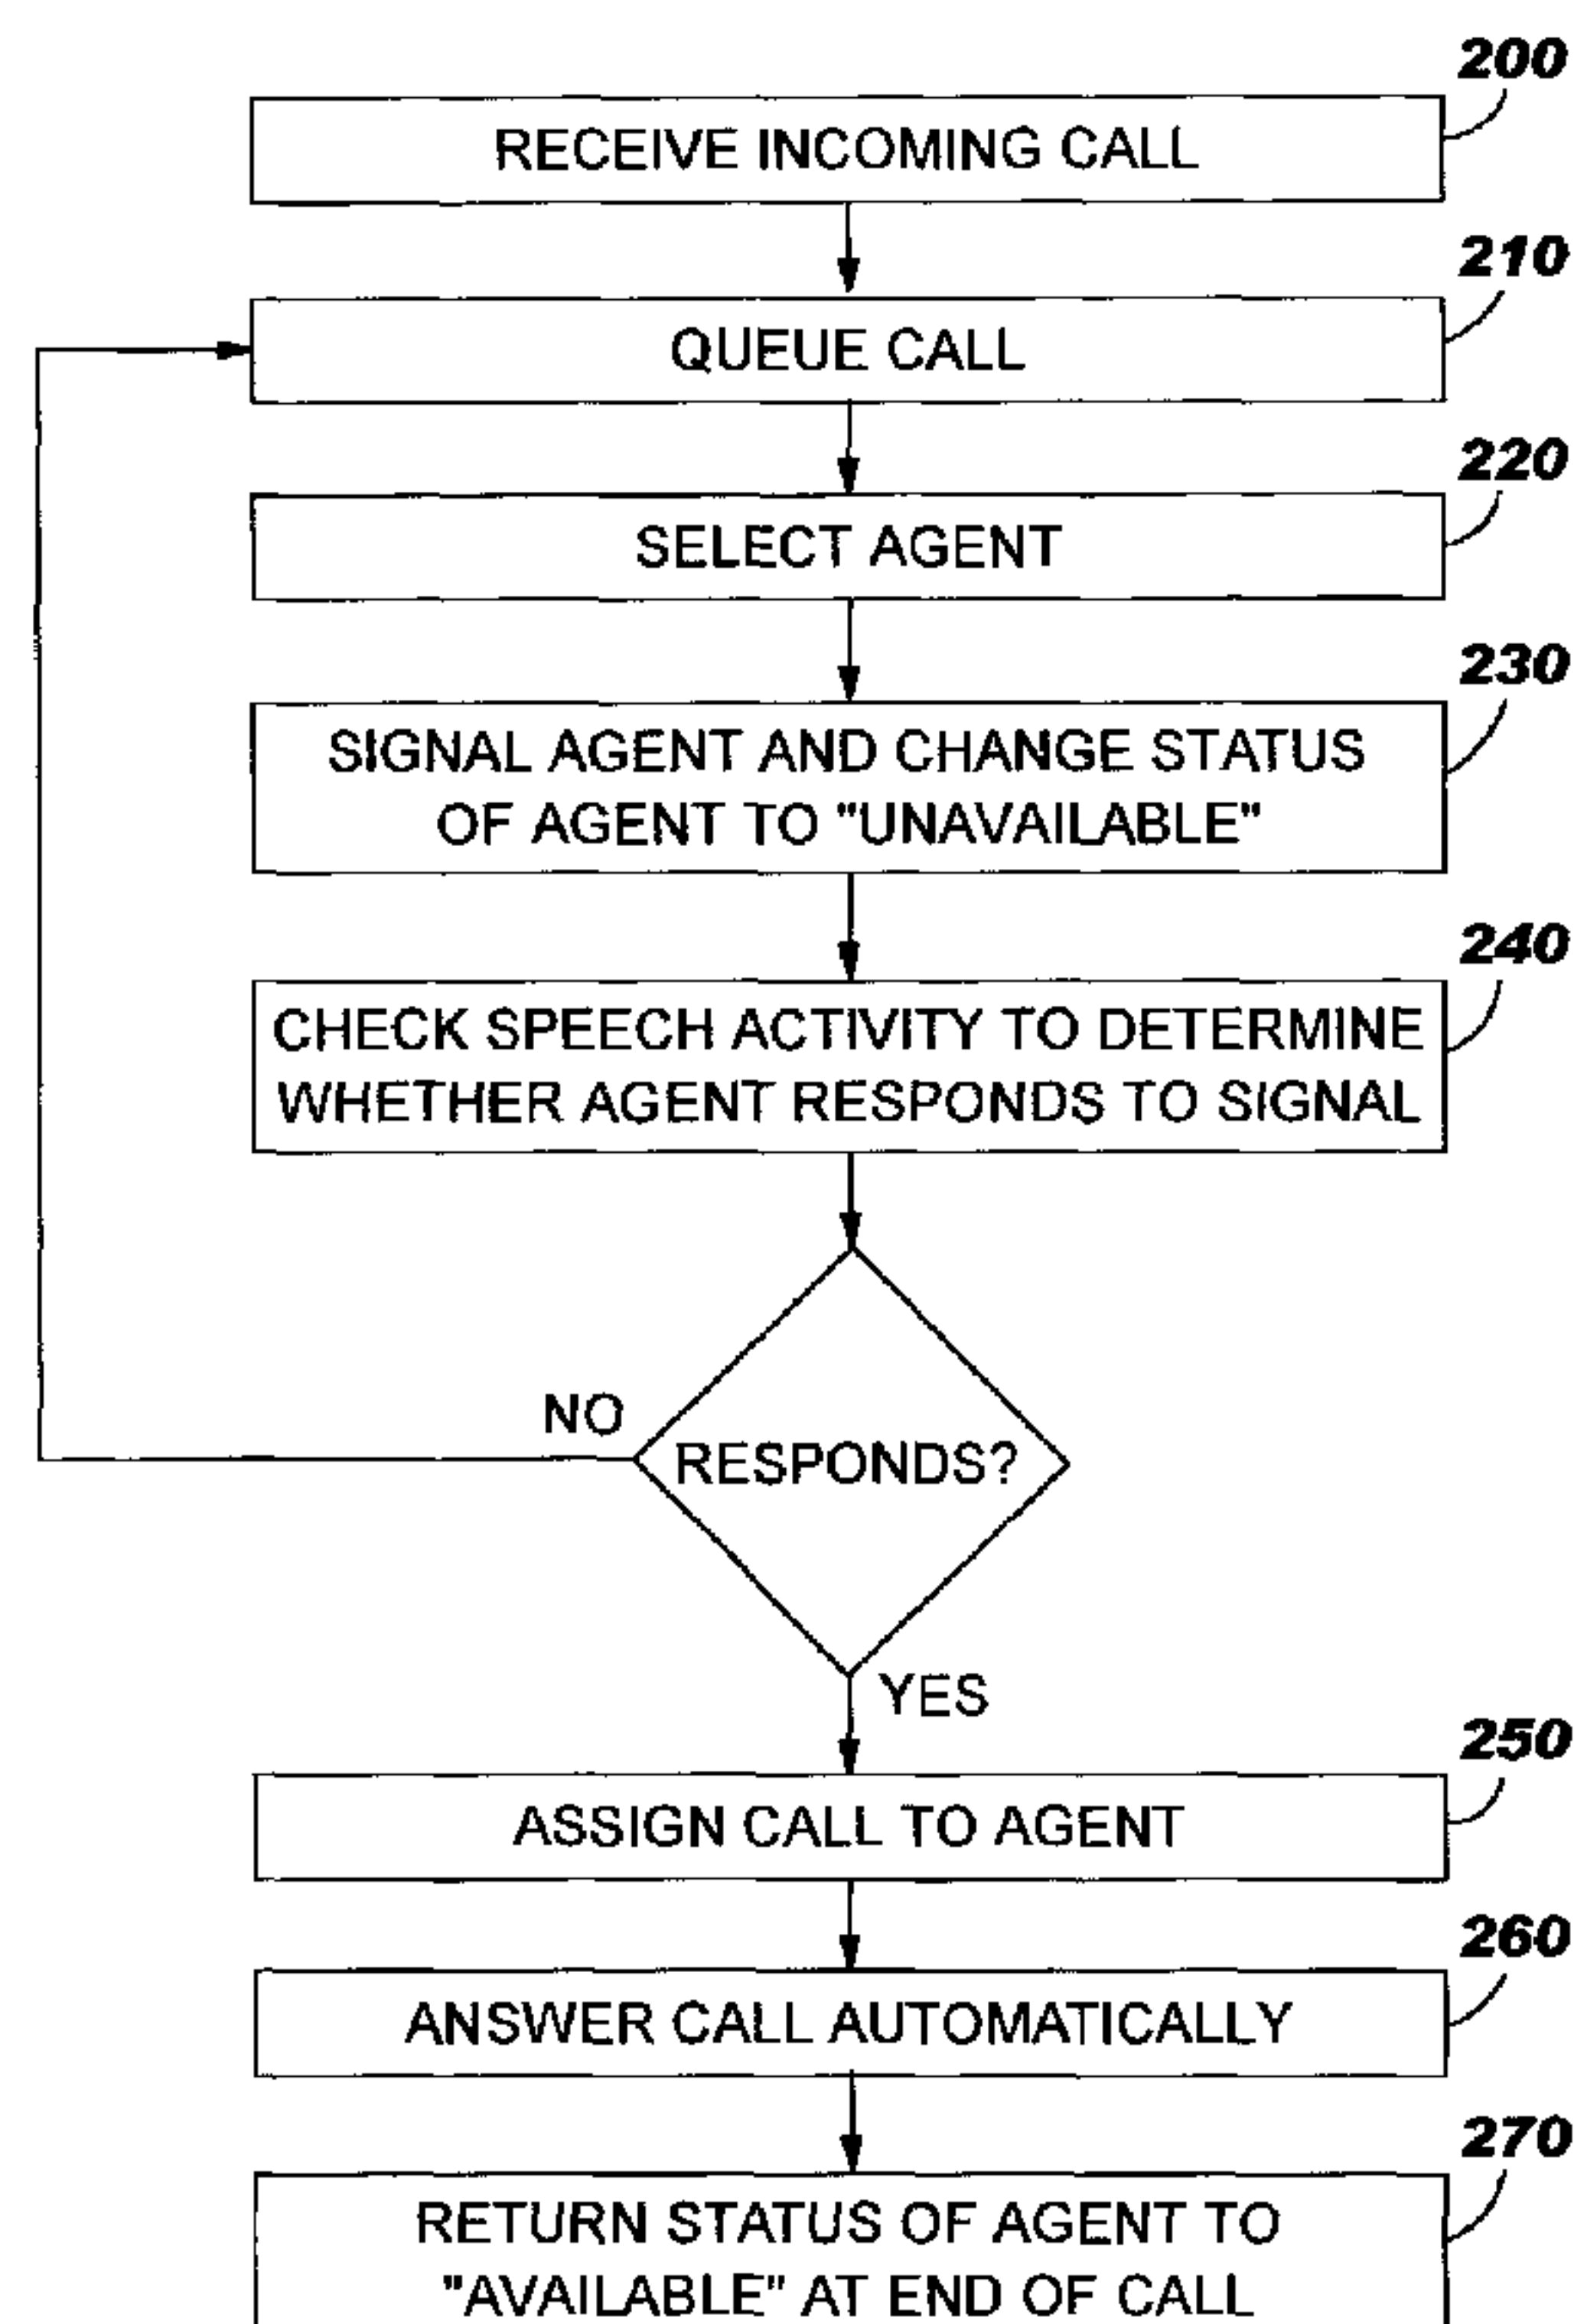 200
RECEIVE INCOMING CALL
210
QUEUE CALL
220
SELECT AGENT
230
SIGNAL AGENT AND CHANGE STATUS
OF AGENT TO "UNAVAILABLE"
240
CHECK SPEECH ACTIVITY TO DETERMINE
WHETHER AGENT RESPONDS TO SIGNAL
NO
RESPONDS?
YES
250
ASSIGN CALL TO AGENT
260
ANSWER CALL AUTOMATICALLY
270
RETURN STATUS OF AGENT TO
"AVAILABLE" AT END OF CALL